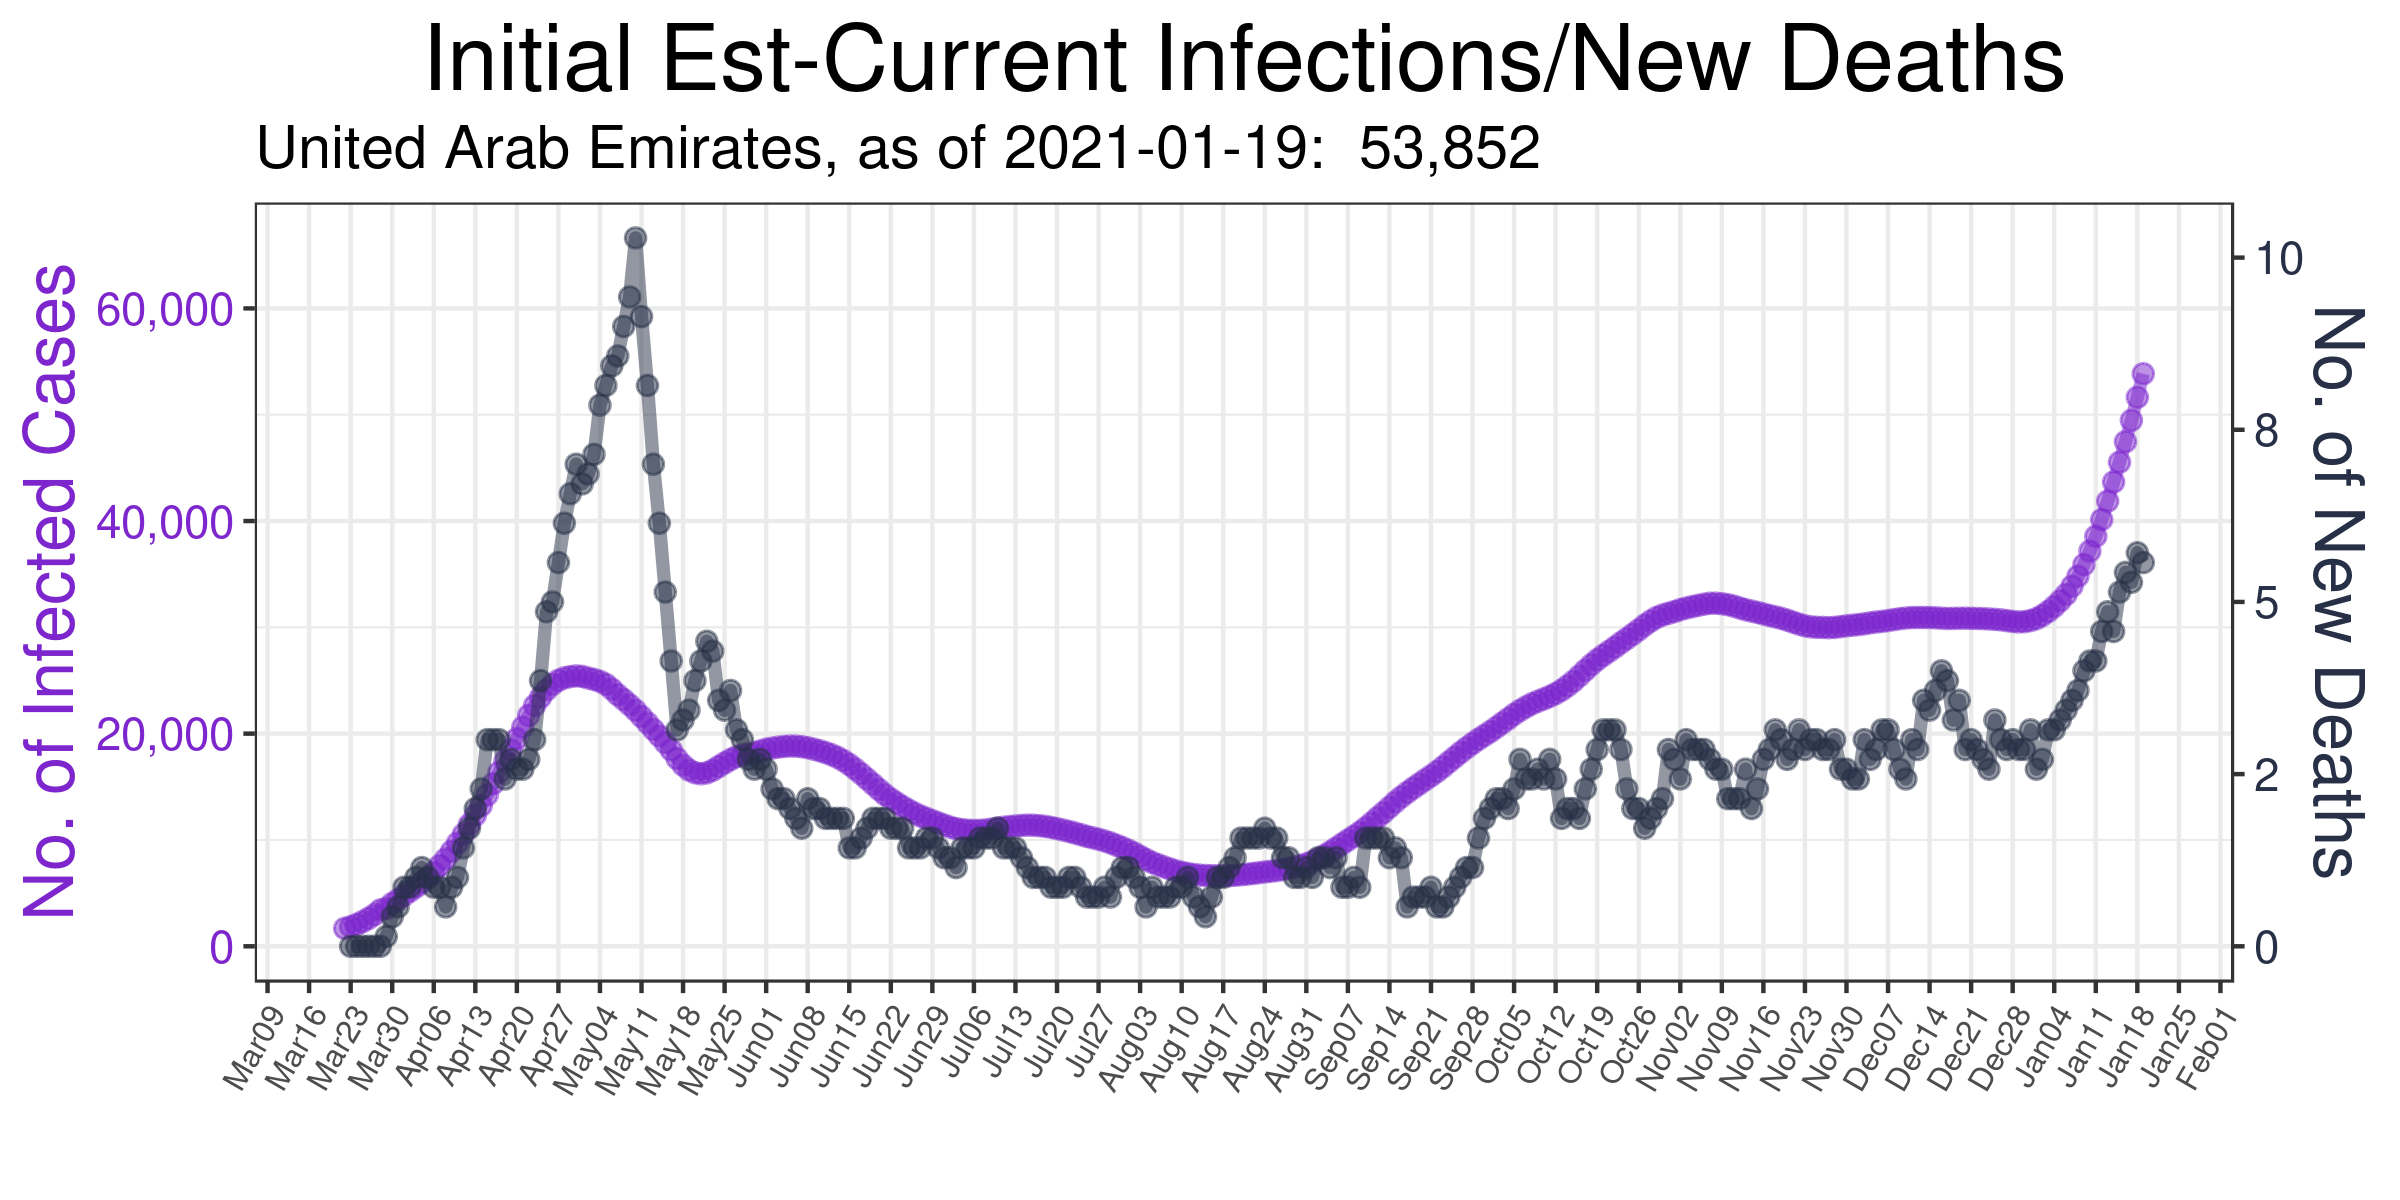 Initial Est-Current Infections/New Deaths
United Arab Emirates, as of 2021-01-19:  53,852
No. of Infected Cases
60,000
40,000
20,000
0
10
8
5
2
0
No. of New Deaths
Mar09
Mar16
Mar23
Mar30
Apr06
Apr13
Apr20
Apr27
May04
May11
May18
May25
Jun01
Jun08
Jun15
Jun22
Jun29
Jul06
Jul13
Jul20
Jul27
Aug03
Aug10
Aug17
Aug24
Aug31
Sep07
Sep14
Sep21
Sep28
Oct05
Oct12
Oct19
Oct26
Nov02
Nov09
Nov16
Nov23
Nov30
Dec07
Dec14
Dec21
Dec28
Jan04
Jan11
Jan18
Jan25
Feb01